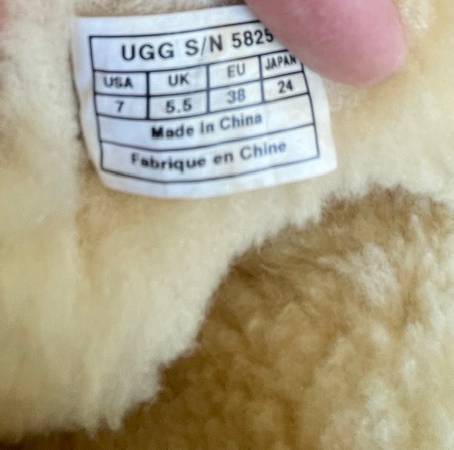 UGG S/N 5825
USA UK EU JAPAN
7 5.5 38 24
Made in China
Fabrique en Chine